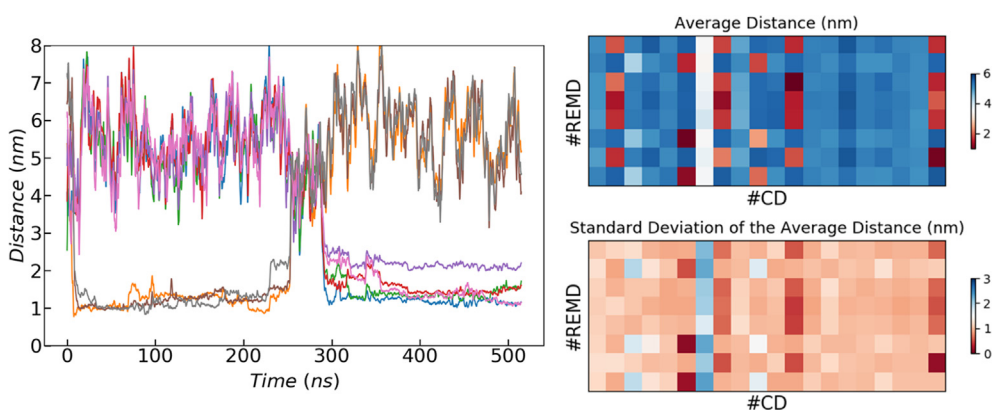 8
7
6
5
4
3
2
1
0
Distance (nm)
0 100 200 300 400 500
Time (ns)
Average Distance (nm)
#REMD
#CD
6
4
2
Standard Deviation of the Average Distance (nm)
#REMD
#CD
3
2
1
0